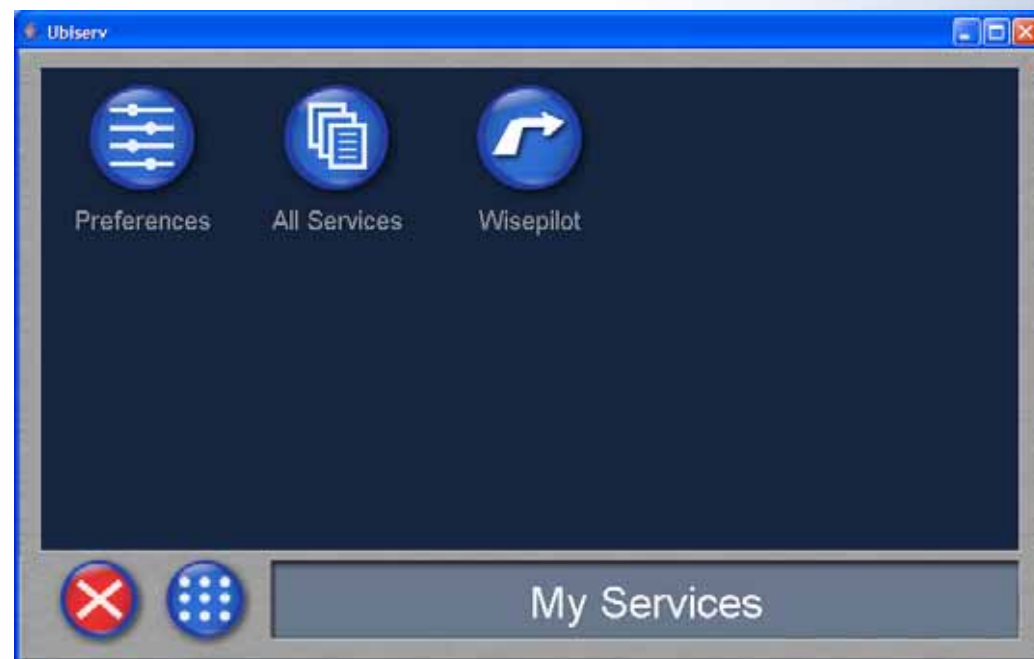 Ubiserv
Preferences
All Services
Wisepilot
My Services